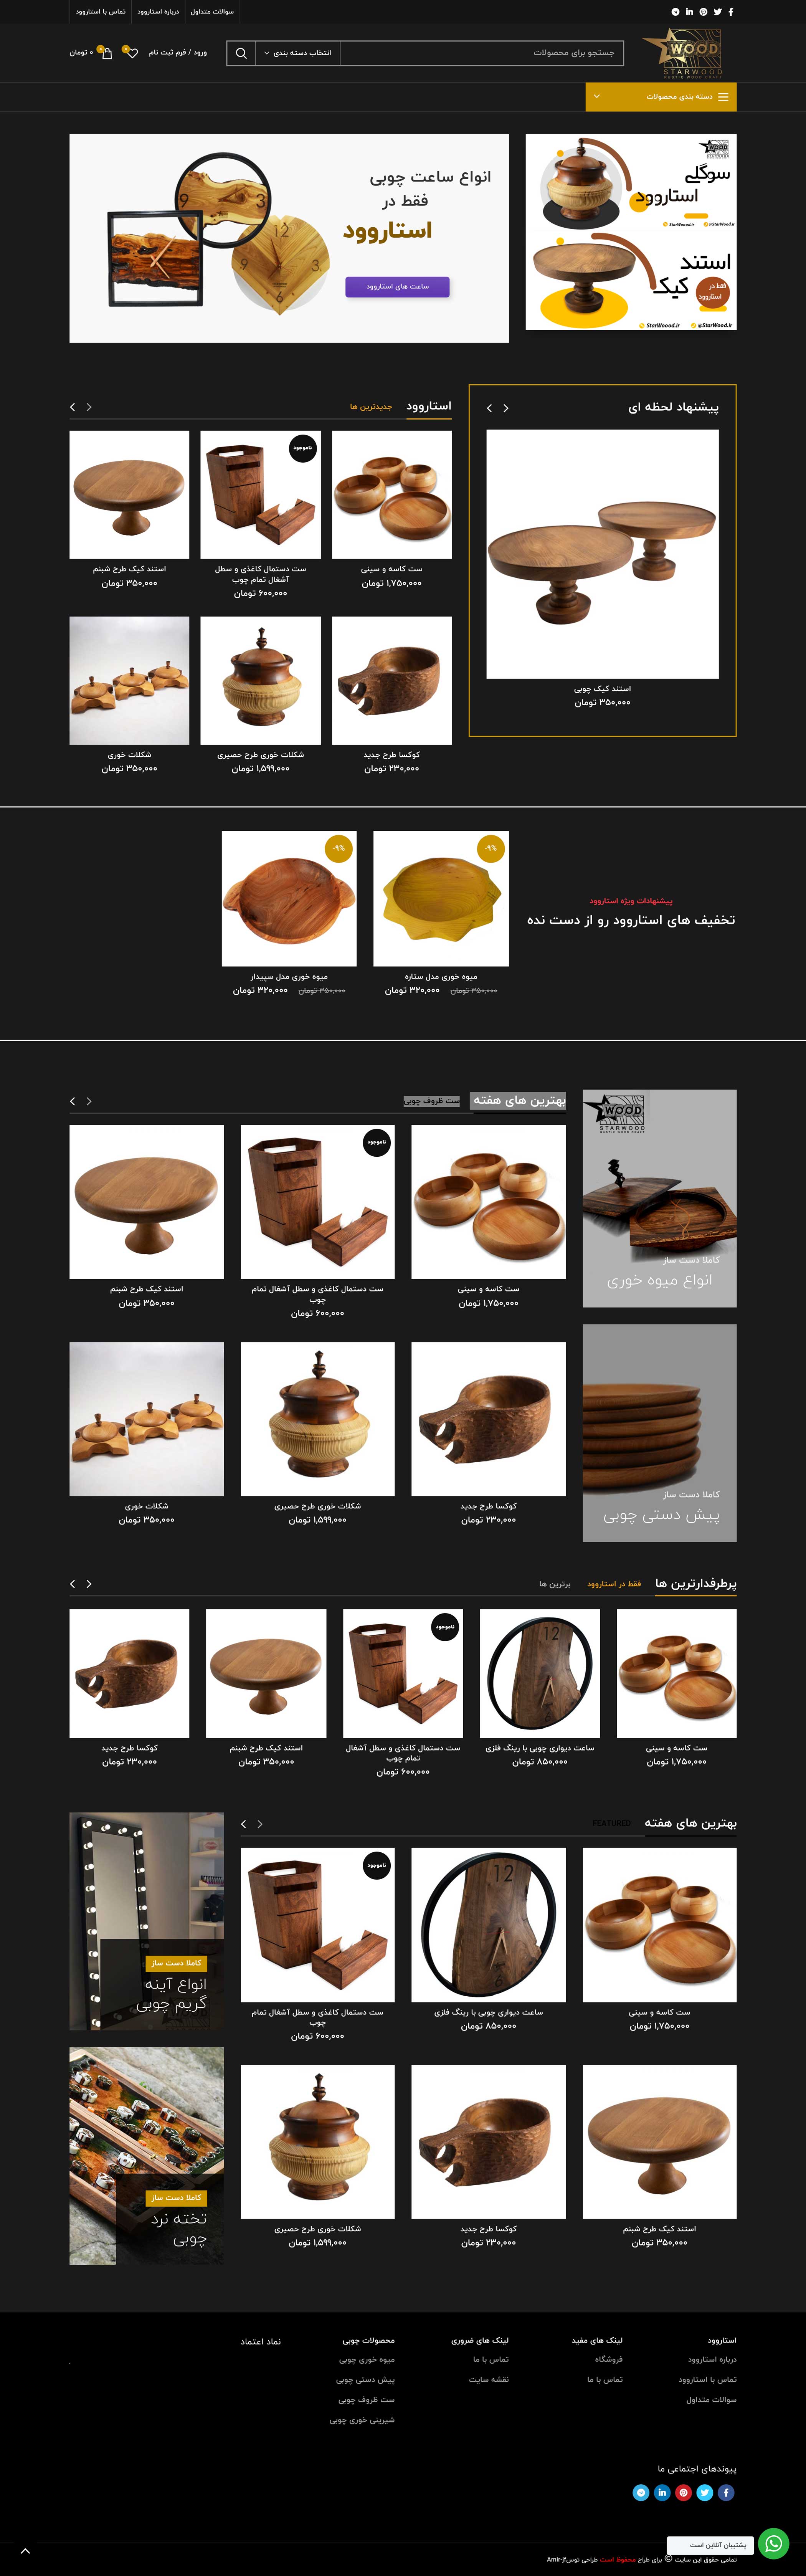 سوالات متداول
درباره استاروود
تماس با استاروود
WOOD
STARWOOD
RUSTIC WOOD CRAFT
جستجو برای محصولات
انتخاب دسته بندی
ورود / فرم ثبت نام
۰
۰
۰ تومان
دسته بندی محصولات
WOOD
سوگلی
استاروود
StarWoood.ir
@StarWood.ir
استند
کیک
فقط در
استاروود
StarWoood.ir
@StarWood.ir
انواع ساعت چوبی
فقط در
استاروود
ساعت های استاروود
پیشنهاد لحظه ای
استند کیک چوبی
۳۵۰,۰۰۰ تومان
استاروود
جدیدترین ها
ست کاسه و سینی
۱,۷۵۰,۰۰۰ تومان
ناموجود
ست دستمال کاغذی و سطل
آشغال تمام چوب
۶۰۰,۰۰۰ تومان
استند کیک طرح شبنم
۳۵۰,۰۰۰ تومان
کوکسا طرح جدید
۲۳۰,۰۰۰ تومان
شکلات خوری طرح حصیری
۱,۵۹۹,۰۰۰ تومان
شکلات خوری
۳۵۰,۰۰۰ تومان
پیشنهادات ویژه استاروود
تخفیف های استاروود رو از دست نده
-۹%
میوه خوری مدل ستاره
۳۵۰,۰۰۰ تومان
۳۲۰,۰۰۰ تومان
-۹%
میوه خوری مدل سپیدار
۳۵۰,۰۰۰ تومان
۳۲۰,۰۰۰ تومان
WOOD
STARWOOD
RUSTIC WOOD CRAFT
کاملا دست ساز
انواع میوه خوری
کاملا دست ساز
پیش دستی چوبی
بهترین های هفته
ست ظروف چوبی
ست کاسه و سینی
۱,۷۵۰,۰۰۰ تومان
ناموجود
ست دستمال کاغذی و سطل آشغال تمام
چوب
۶۰۰,۰۰۰ تومان
استند کیک طرح شبنم
۳۵۰,۰۰۰ تومان
کوکسا طرح جدید
۲۳۰,۰۰۰ تومان
شکلات خوری طرح حصیری
۱,۵۹۹,۰۰۰ تومان
شکلات خوری
۳۵۰,۰۰۰ تومان
پرطرفدارترین ها
فقط در استاروود
برترین ها
ست کاسه و سینی
۱,۷۵۰,۰۰۰ تومان
ساعت دیواری چوبی با رینگ فلزی
۸۵۰,۰۰۰ تومان
ناموجود
ست دستمال کاغذی و سطل آشغال
تمام چوب
۶۰۰,۰۰۰ تومان
استند کیک طرح شبنم
۳۵۰,۰۰۰ تومان
کوکسا طرح جدید
۲۳۰,۰۰۰ تومان
بهترین های هفته
FEATURED
ست کاسه و سینی
۱,۷۵۰,۰۰۰ تومان
ساعت دیواری چوبی با رینگ فلزی
۸۵۰,۰۰۰ تومان
ناموجود
ست دستمال کاغذی و سطل آشغال تمام
چوب
۶۰۰,۰۰۰ تومان
استند کیک طرح شبنم
۳۵۰,۰۰۰ تومان
کوکسا طرح جدید
۲۳۰,۰۰۰ تومان
شکلات خوری طرح حصیری
۱,۵۹۹,۰۰۰ تومان
کاملا دست ساز
انواع آینه
گریم چوبی
کاملا دست ساز
تخته نرد
چوبی
استاروود
درباره استاروود
تماس با استاروود
سوالات متداول
لینک های مفید
فروشگاه
تماس با ما
لینک های ضروری
تماس با ما
نقشه سایت
محصولات چوبی
میوه خوری چوبی
پیش دستی چوبی
ست ظروف چوبی
شیرینی خوری چوبی
نماد اعتماد
پیوندهای اجتماعی ما
پشتیبان آنلاین است
تمامی حقوق این سایت © برای طراح محفوظ است طراحی توسطAmir-jf